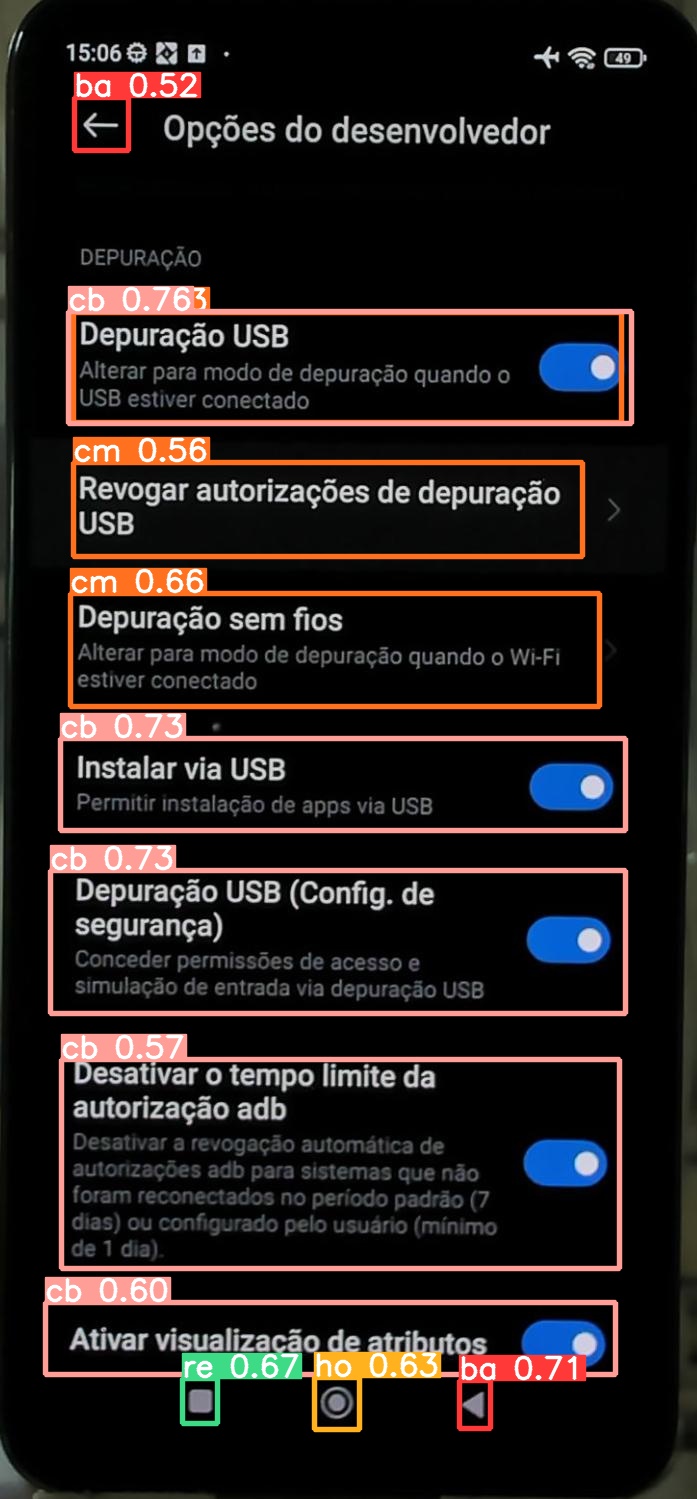 15:06
49
ba 0.52
Opções do desenvolvedor
DEPURAÇÃO
cb 0.763
Depuração USB
Alterar para modo de depuração quando o
USB estiver conectado
cm 0.56
Revogar autorizações de depuração
USB
cm 0.66
Depuração sem fios
Alterar para modo de depuração quando o Wi-Fi
estiver conectado
cb 0.73
Instalar via USB
Permitir instalação de apps via USB
cb 0.73
Depuração USB (Config. de
segurança)
Conceder permissões de acesso e
simulação de entrada via depuração USB
cb 0.57
Desativar o tempo limite da
autorização adb
Desativar a revogação automática de
autorizações adb para sistemas que não
foram reconectados no período padrão (7
dias) ou configurado pelo usuário (mínimo
de 1 dia).
cb 0.60
Ativar visualização de atributos
re 0.67
ho 0.63
ba 0.71